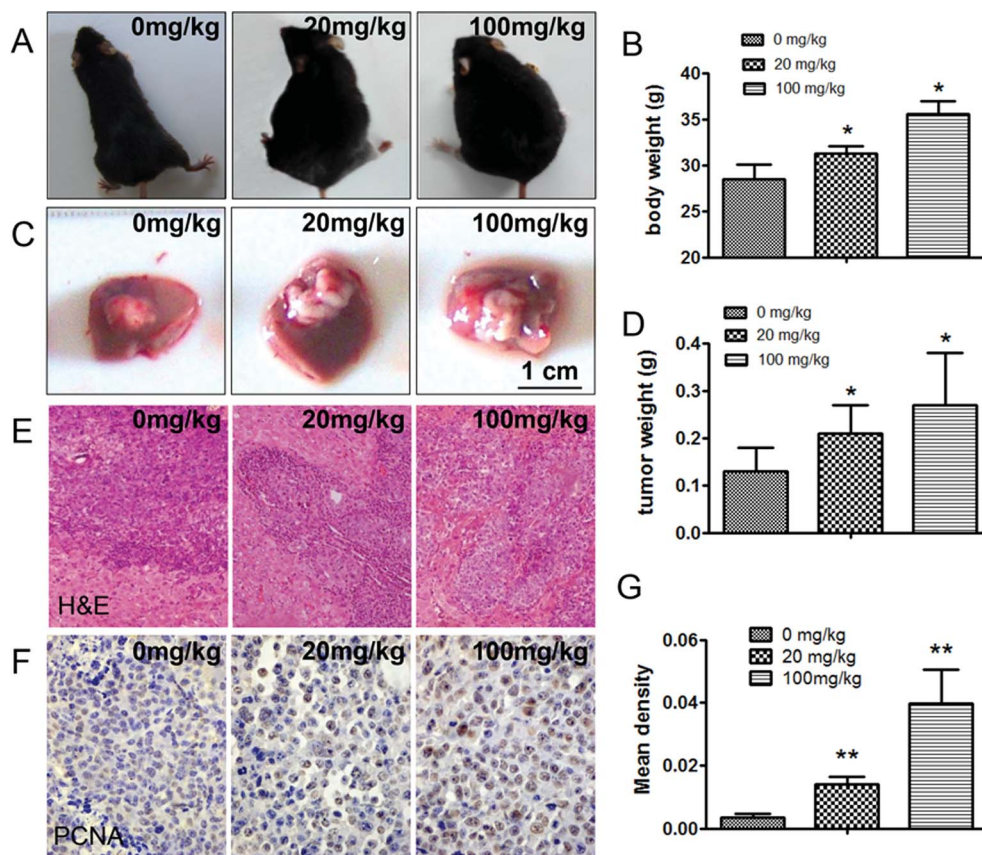 A
0mg/kg
20mg/kg
100mg/kg
B
0 mg/kg
20 mg/kg
100 mg/kg
body weight (g)
40
35
30
25
20
*
*
C
0mg/kg
20mg/kg
100mg/kg
1 cm
D
0 mg/kg
20 mg/kg
100 mg/kg
tumor weight (g)
0.4
0.3
0.2
0.1
0.0
*
*
E
0mg/kg
20mg/kg
100mg/kg
H&E
F
0mg/kg
20mg/kg
100mg/kg
PCNA
G
0 mg/kg
20 mg/kg
100mg/kg
Mean density
0.06
0.04
0.02
0.00
**
**